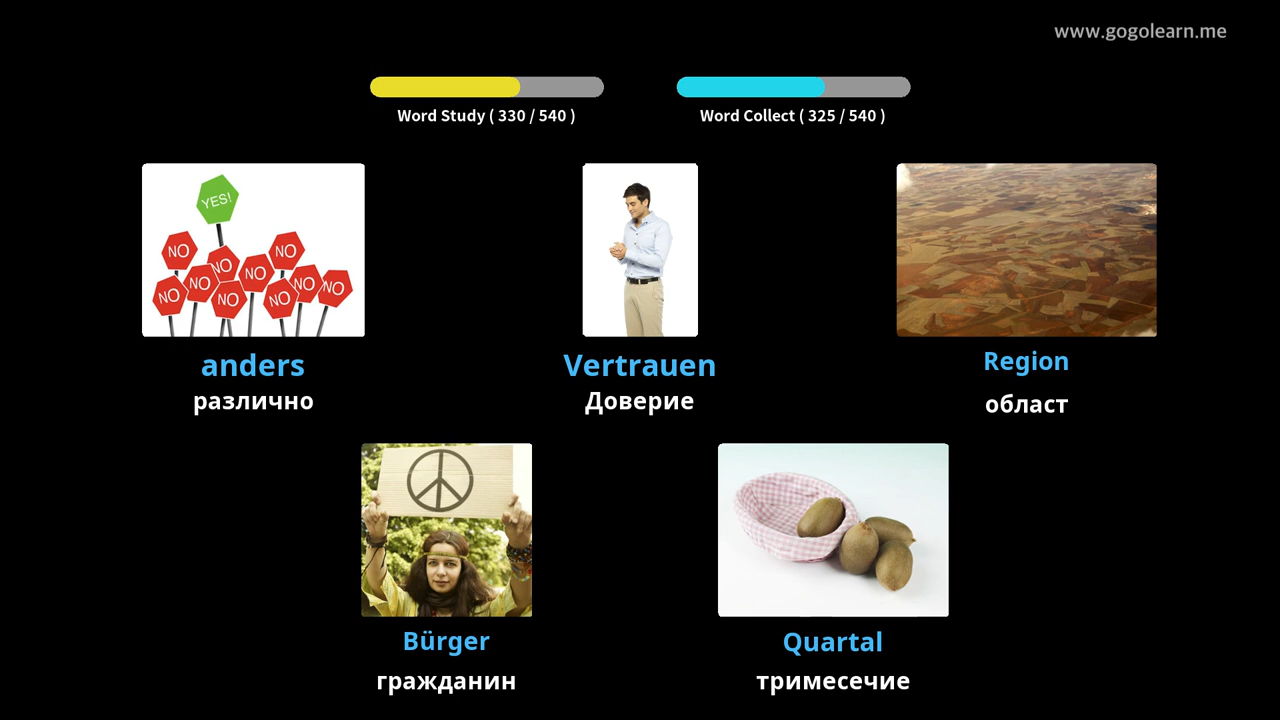 www.gogolearn.me
Word Study ( 330 / 540 )
Word Collect ( 325 / 540 )
YES!
NO
NO
NO
NO
NO
NO
NO
NO
NO
NO
anders
различно
Vertrauen
Доверие
Region
област
Bürger
гражданин
Quartal
тримесечие